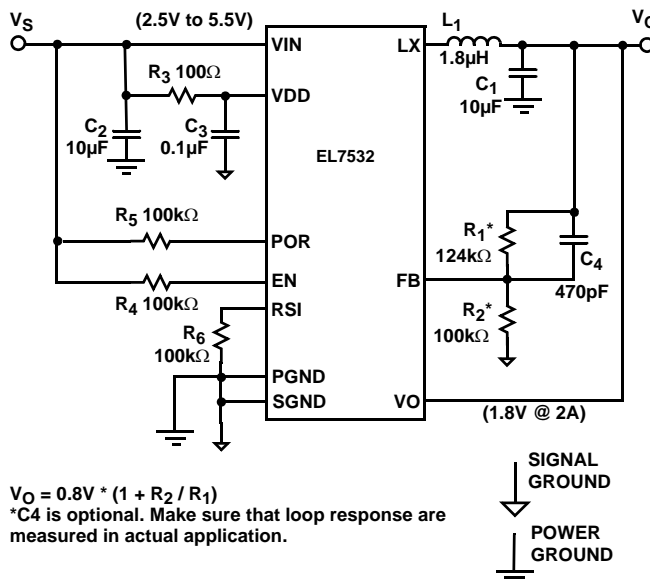 VS (2.5V to 5.5V)
VIN
LX
L1
1.8µH
VO
R3 100Ω
VDD
C1
10µF
C2
10µF
C3
0.1µF
EL7532
R5 100kΩ
POR
R1*
124kΩ
C4
470pF
R4 100kΩ
EN
FB
RSI
R6
100kΩ
R2*
100kΩ
PGND
SGND
VO
(1.8V @ 2A)
VO = 0.8V * (1 + R2 / R1)
*C4 is optional. Make sure that loop response are
measured in actual application.
SIGNAL
GROUND
POWER
GROUND